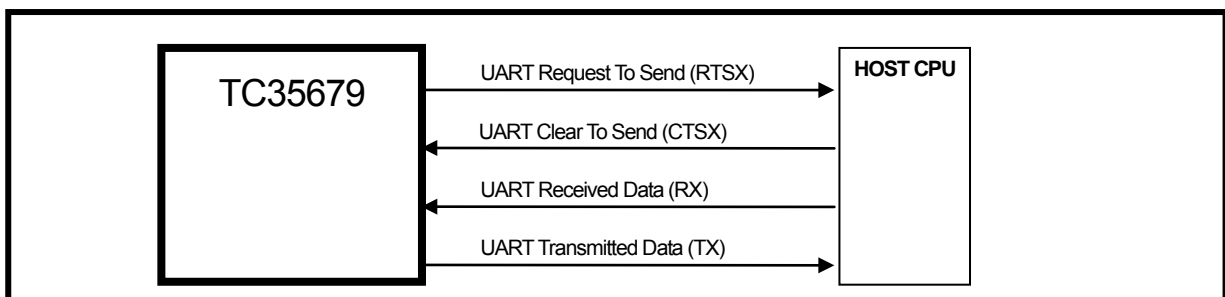 TC35679
UART Request To Send (RTSX)
HOST CPU
UART Clear To Send (CTSX)
UART Received Data (RX)
UART Transmitted Data (TX)